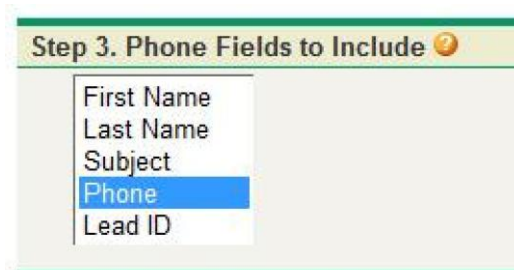 Step 3. Phone Fields to Include
First Name
Last Name
Subject
Phone
Lead ID